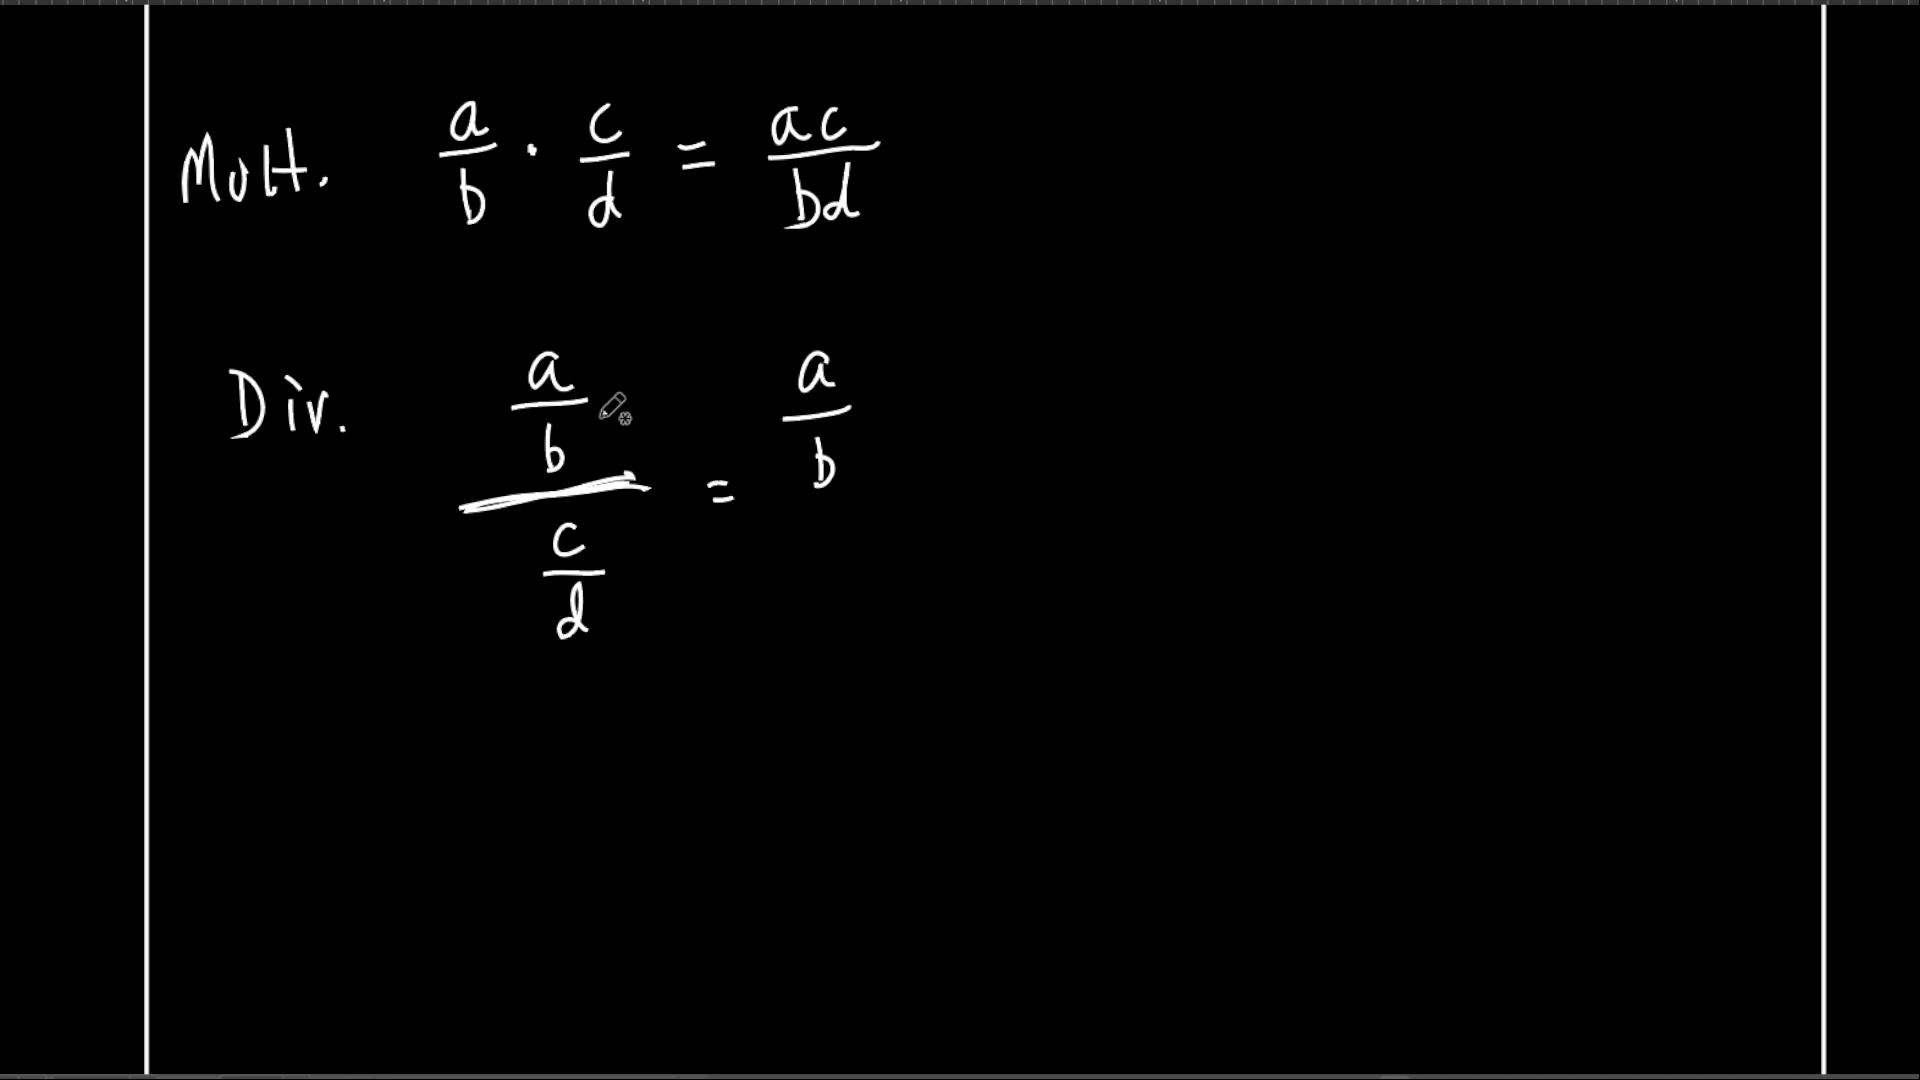 Mult. a/b · c/d = ac/bd
Div. (a/b)/(c/d) = a/b